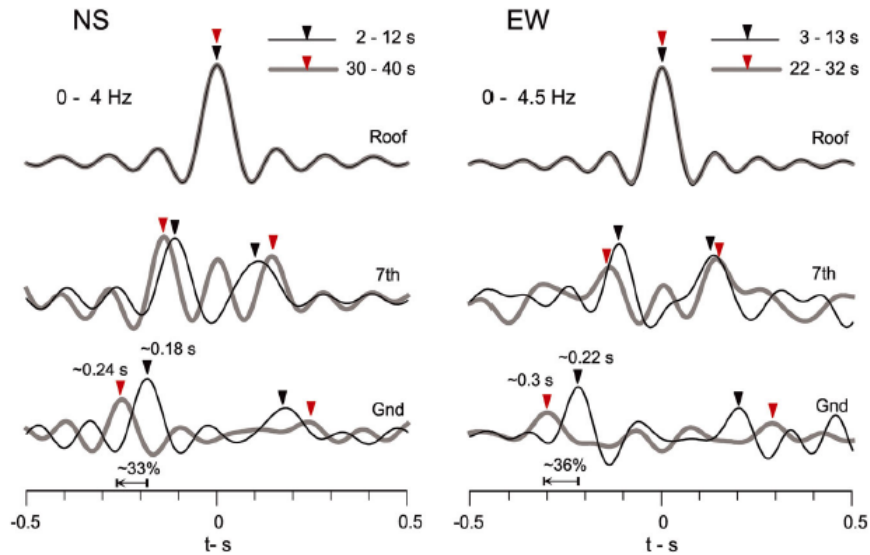 NS
2 - 12 s
30 - 40 s
0 - 4 Hz
Roof
7th
~0.24 s
~0.18 s
Gnd
~33%
-0.5
0
0.5
t- s
EW
3 - 13 s
22 - 32 s
0 - 4.5 Hz
Roof
7th
~0.3 s
~0.22 s
Gnd
~36%
-0.5
0
0.5
t- s